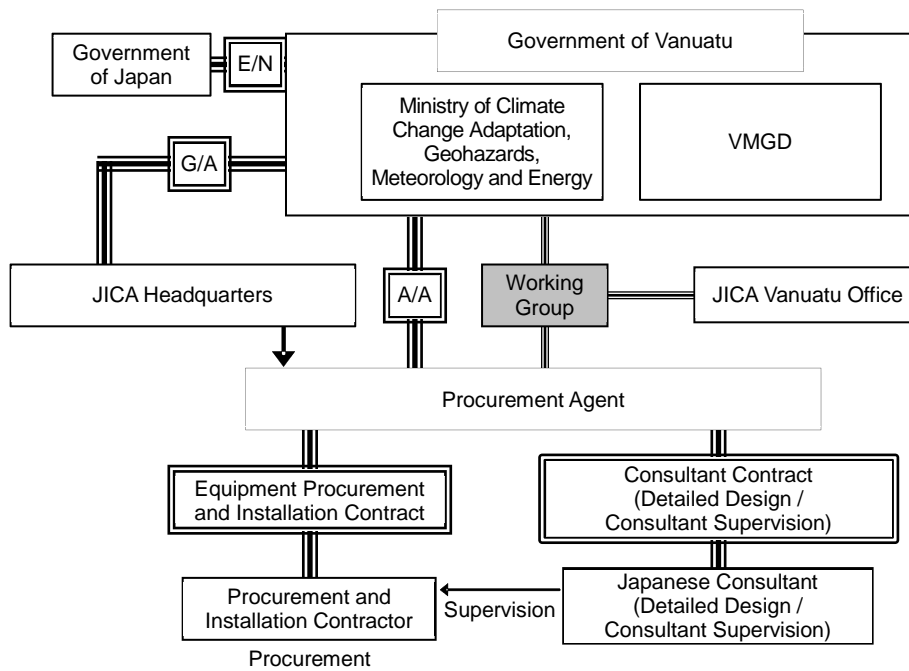 Government
of Japan
E/N
Government of Vanuatu
Ministry of Climate
Change Adaptation,
Geohazards,
Meteorology and Energy
VMGD
G/A
JICA Headquarters
A/A
Working
Group
JICA Vanuatu Office
Procurement Agent
Equipment Procurement
and Installation Contract
Consultant Contract
(Detailed Design /
Consultant Supervision)
Procurement and
Installation Contractor
Supervision
Japanese Consultant
(Detailed Design /
Consultant Supervision)
Procurement